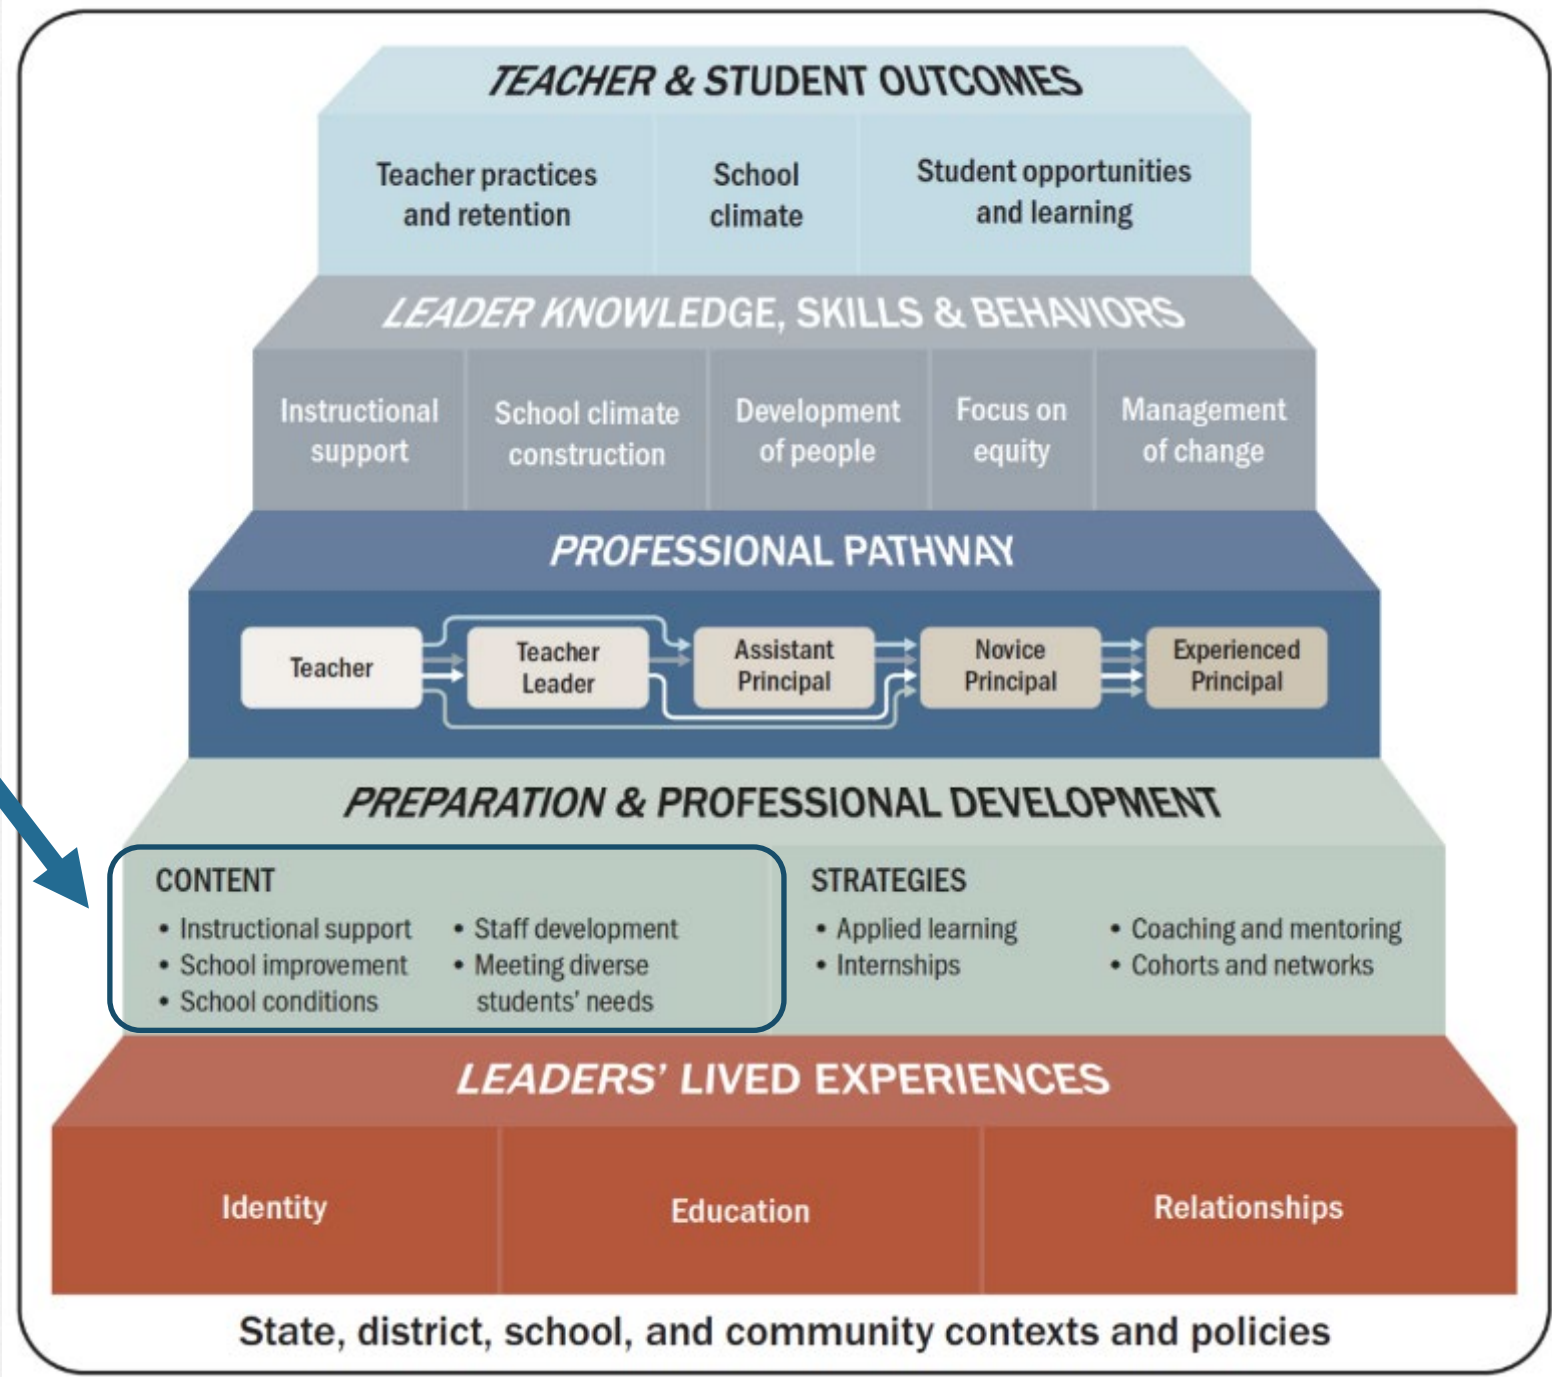 TEACHER & STUDENT OUTCOMES
Teacher practices
and retention
School
climate
Student opportunities
and learning
LEADER KNOWLEDGE, SKILLS & BEHAVIORS
Instructional
support
School climate
construction
Development
of people
Focus on
equity
Management
of change
PROFESSIONAL PATHWAY
Teacher
Teacher
Leader
Assistant
Principal
Novice
Principal
Experienced
Principal
PREPARATION & PROFESSIONAL DEVELOPMENT
CONTENT
• Instructional support
• School improvement
• School conditions
• Staff development
• Meeting diverse
students’ needs
STRATEGIES
• Applied learning
• Internships
• Coaching and mentoring
• Cohorts and networks
LEADERS’ LIVED EXPERIENCES
Identity
Education
Relationships
State, district, school, and community contexts and policies